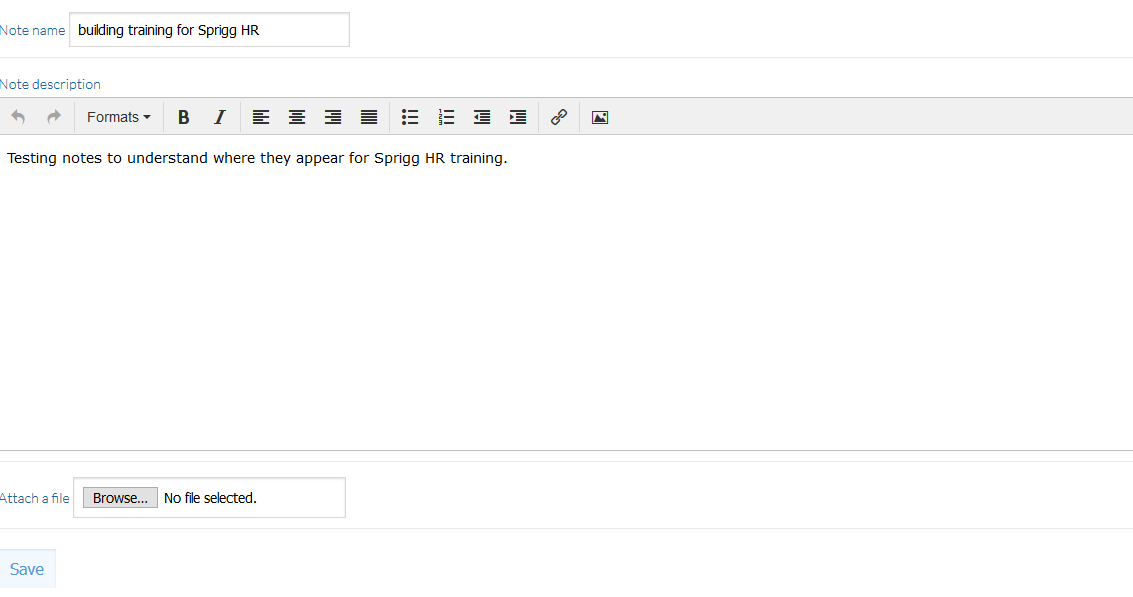 Note name building training for Sprigg HR
Note description
Formats B I
Testing notes to understand where they appear for Sprigg HR training.
Attach a file Browse... No file selected.
Save